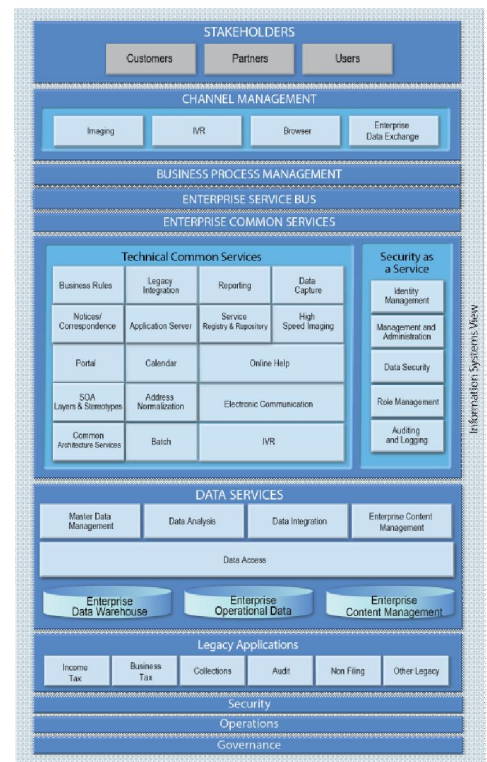 STAKEHOLDERS
Customers
Partners
Users
CHANNEL MANAGEMENT
Imaging
IVR
Browser
Enterprise
Data Exchange
BUSINESS PROCESS MANAGEMENT
ENTERPRISE SERVICE BUS
ENTERPRISE COMMON SERVICES
Technical Common Services
Business Rules
Legacy
Integration
Reporting
Data
Capture
Notices/
Correspondence
Application Server
Service
Registry & Repository
High
Speed Imaging
Portal
Calendar
Online Help
SOA
Layers & Stereotypes
Address
Normalization
Electronic Communication
Common
Architecture Services
Batch
IVR
Security as
a Service
Identity
Management
Management and
Administration
Data Security
Role Management
Auditing
and Logging
Information Systems View
DATA SERVICES
Master Data
Management
Data Analysis
Data Integration
Enterprise Content
Management
Data Access
Enterprise
Data Warehouse
Enterprise
Operational Data
Enterprise
Content Management
Legacy Applications
Income
Tax
Business
Tax
Collections
Audit
Non Filing
Other Legacy
Security
Operations
Governance